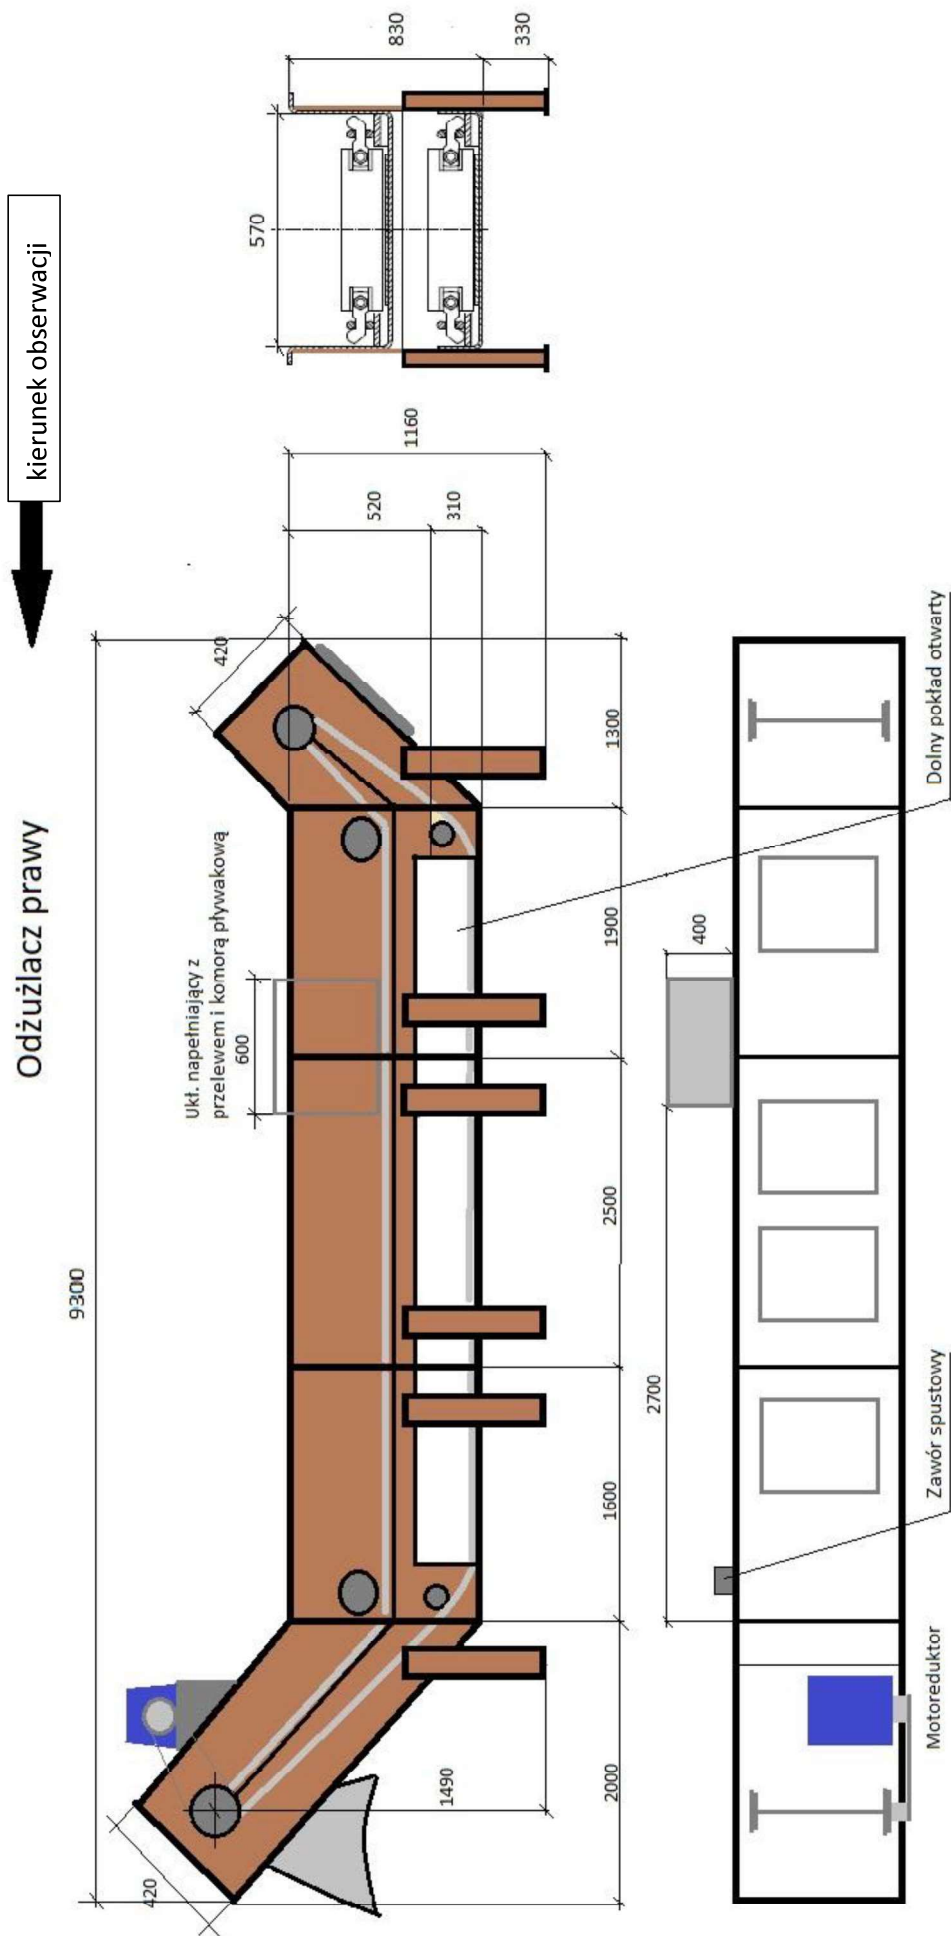 Odżużlacz prawy
kierunek obserwacji
9300
420
420
Ukł. napełniający z
przelewem i komorą pływakową
600
1490
2000
1600
2500
1900
1300
520
310
1160
570
830
330
2700
400
Motoreduktor
Zawór spustowy
Dolny pokład otwarty